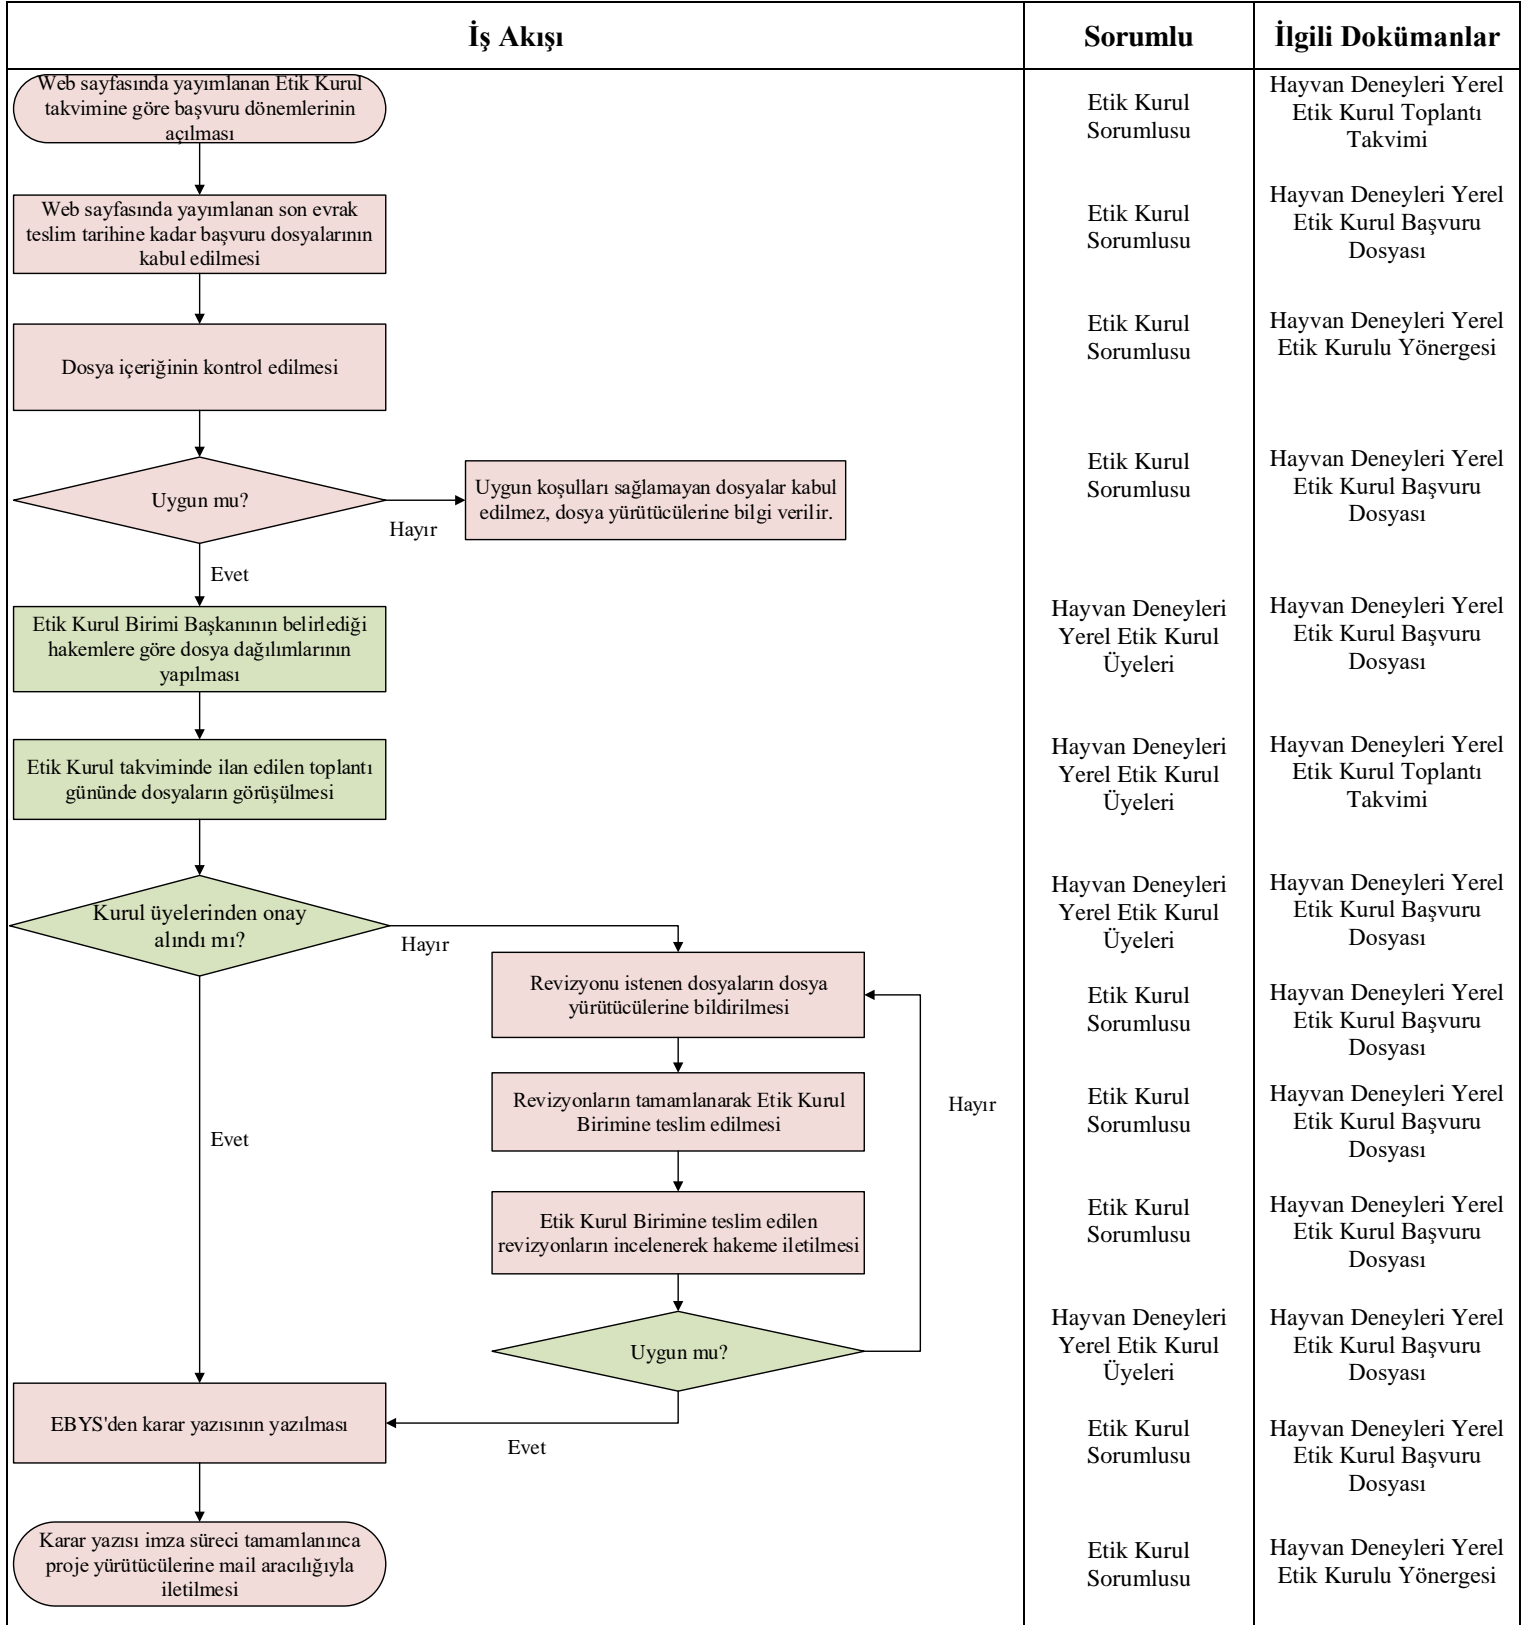 İş Akışı
Sorumlu
İlgili Dokümanlar
Web sayfasında yayımlanan Etik Kurul
takvimine göre başvuru dönemlerinin
açılması
Etik Kurul
Sorumlusu
Hayvan Deneyleri Yerel
Etik Kurul Toplantı
Takvimi
Web sayfasında yayımlanan son evrak
teslim tarihine kadar başvuru dosyalarının
kabul edilmesi
Etik Kurul
Sorumlusu
Hayvan Deneyleri Yerel
Etik Kurul Başvuru
Dosyası
Dosya içeriğinin kontrol edilmesi
Etik Kurul
Sorumlusu
Hayvan Deneyleri Yerel
Etik Kurulu Yönergesi
Uygun mu?
Hayır
Uygun koşulları sağlamayan dosyalar kabul
edilmez, dosya yürütücülerine bilgi verilir.
Etik Kurul
Sorumlusu
Hayvan Deneyleri Yerel
Etik Kurul Başvuru
Dosyası
Evet
Etik Kurul Birimi Başkanının belirlediği
hakemlere göre dosya dağılımlarının
yapılması
Hayvan Deneyleri
Yerel Etik Kurul
Üyeleri
Hayvan Deneyleri Yerel
Etik Kurul Başvuru
Dosyası
Etik Kurul takviminde ilan edilen toplantı
gününde dosyaların görüşülmesi
Hayvan Deneyleri
Yerel Etik Kurul
Üyeleri
Hayvan Deneyleri Yerel
Etik Kurul Toplantı
Takvimi
Kurul üyelerinden onay
alındı mı?
Hayır
Hayvan Deneyleri
Yerel Etik Kurul
Üyeleri
Hayvan Deneyleri Yerel
Etik Kurul Başvuru
Dosyası
Revizyonu istenen dosyaların dosya
yürütücülerine bildirilmesi
Etik Kurul
Sorumlusu
Hayvan Deneyleri Yerel
Etik Kurul Başvuru
Dosyası
Evet
Revizyonların tamamlanarak Etik Kurul
Birimine teslim edilmesi
Hayır
Etik Kurul
Sorumlusu
Hayvan Deneyleri Yerel
Etik Kurul Başvuru
Dosyası
Etik Kurul Birimine teslim edilen
revizyonların incelenerek hakeme iletilmesi
Etik Kurul
Sorumlusu
Hayvan Deneyleri Yerel
Etik Kurul Başvuru
Dosyası
Uygun mu?
Hayvan Deneyleri
Yerel Etik Kurul
Üyeleri
Hayvan Deneyleri Yerel
Etik Kurul Başvuru
Dosyası
EBYS'den karar yazısının yazılması
Evet
Etik Kurul
Sorumlusu
Hayvan Deneyleri Yerel
Etik Kurul Başvuru
Dosyası
Karar yazısı imza süreci tamamlanınca
proje yürütücülerine mail aracılığıyla
iletilmesi
Etik Kurul
Sorumlusu
Hayvan Deneyleri Yerel
Etik Kurulu Yönergesi